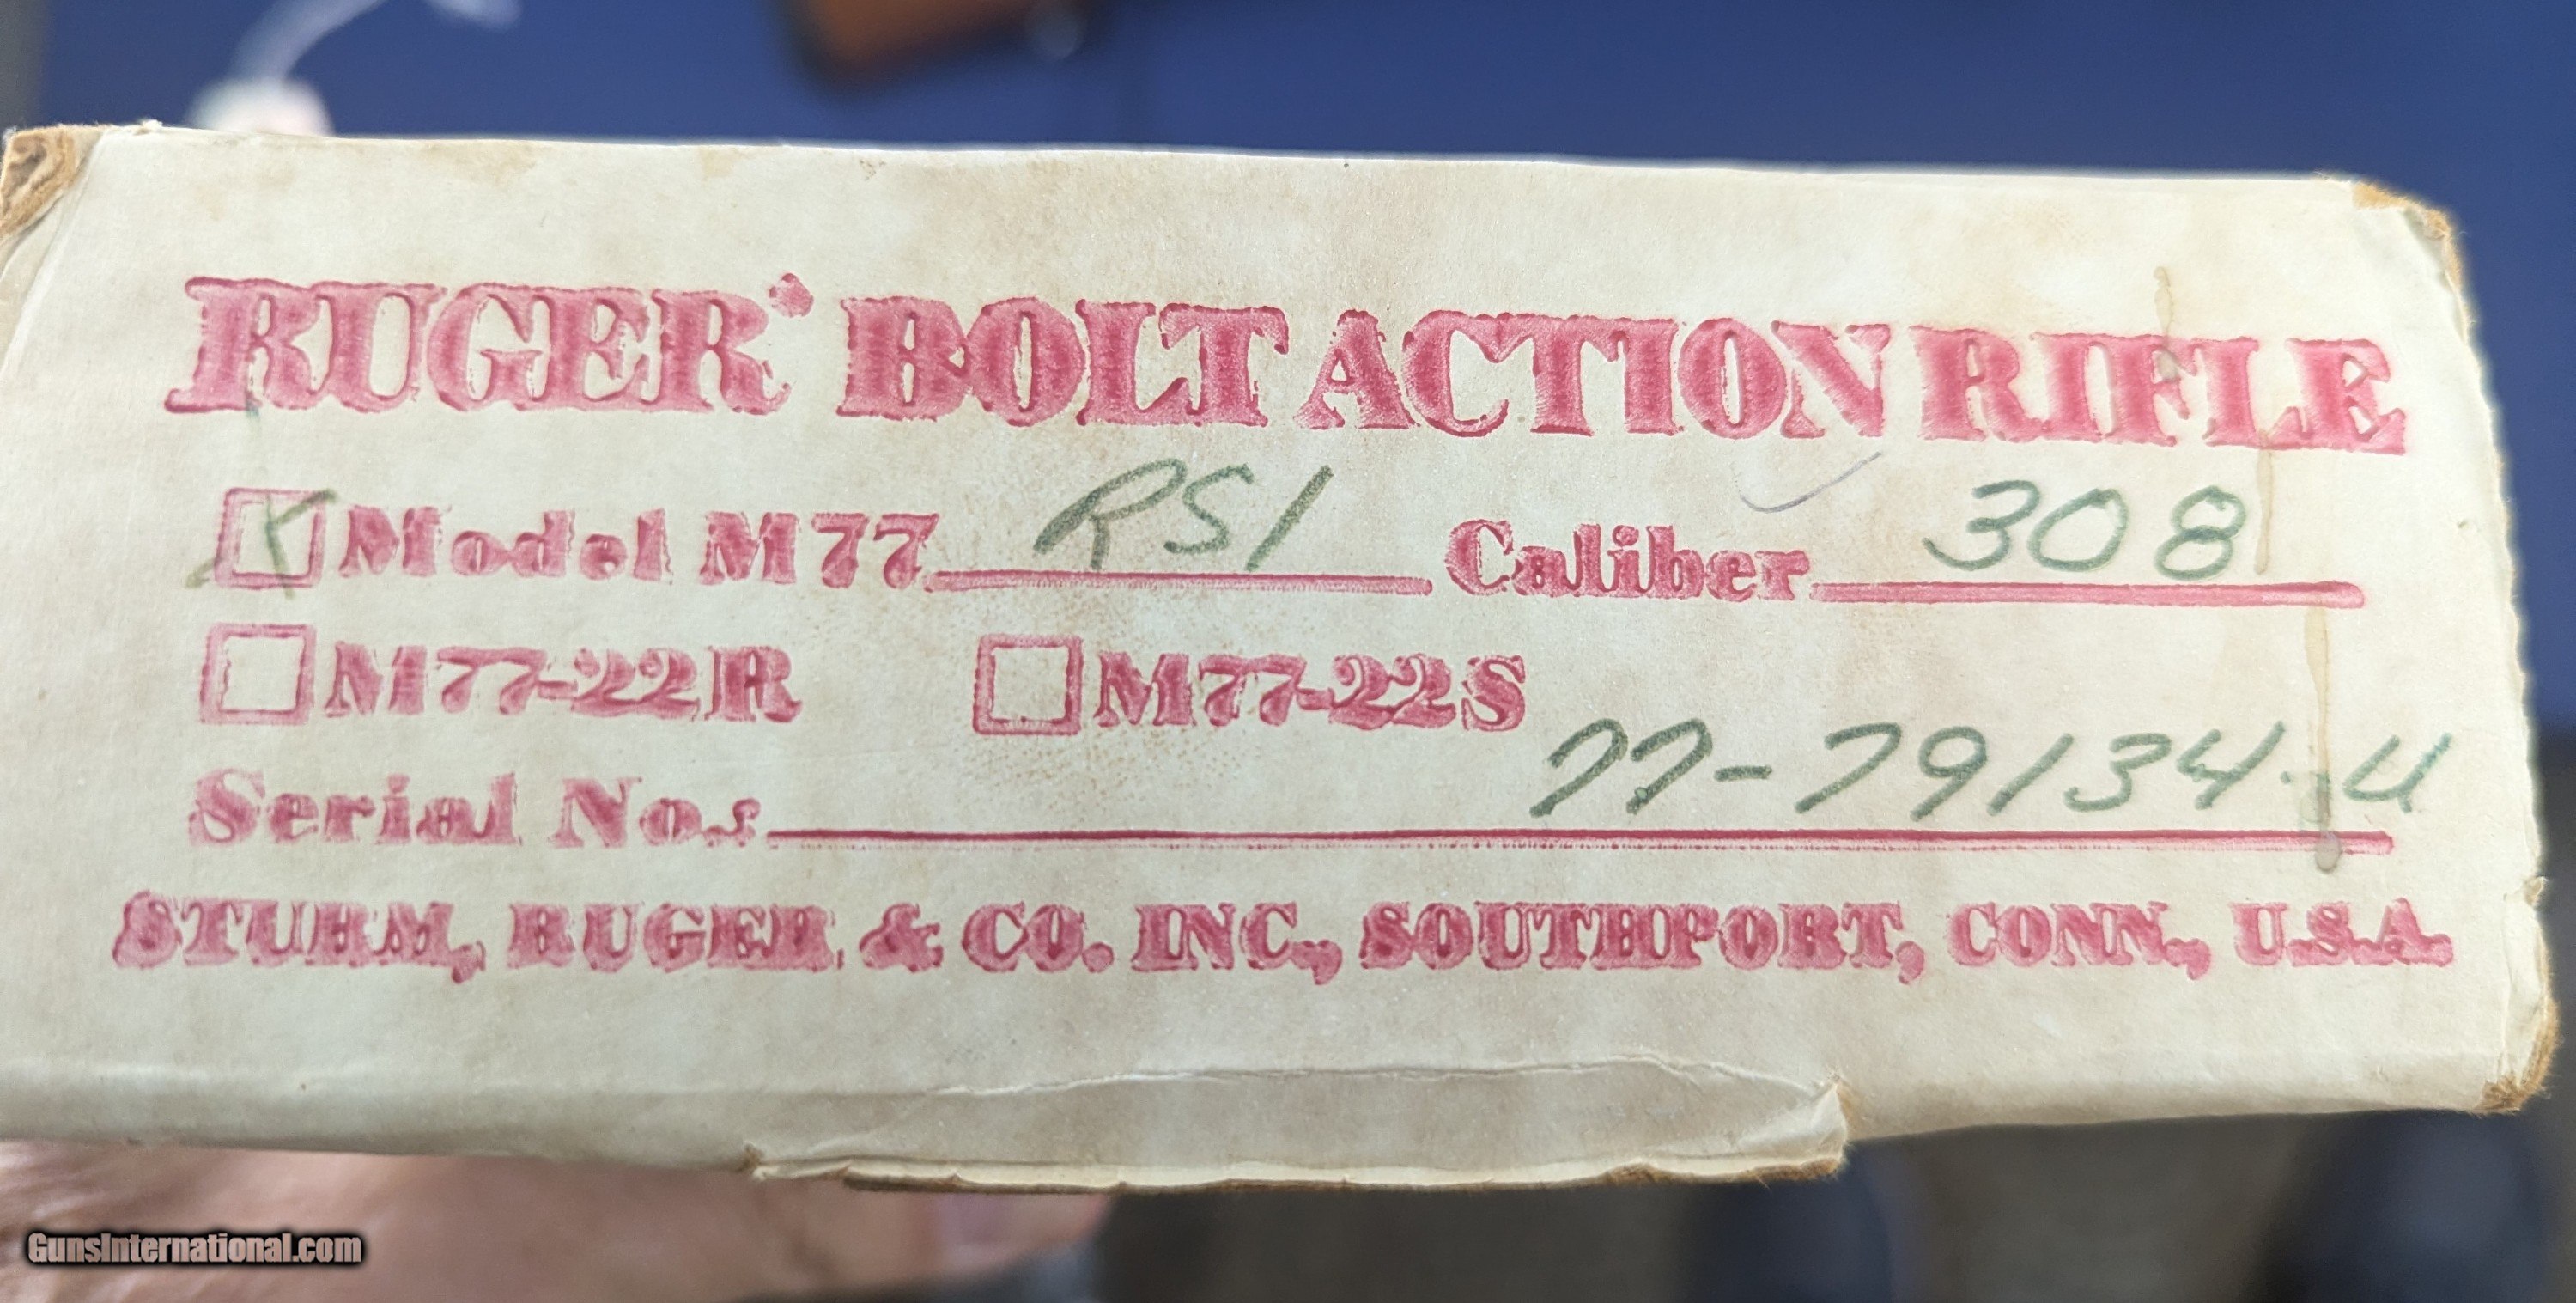 RUGER® BOLT ACTION RIFLE
☒ Model M77 RSI Caliber 308
☐ M77-22R ☐ M77-22S
Serial No.: 77-79134-U
STURM, RUGER & CO. INC., SOUTHPORT, CONN., U.S.A.
GunsInternational.com